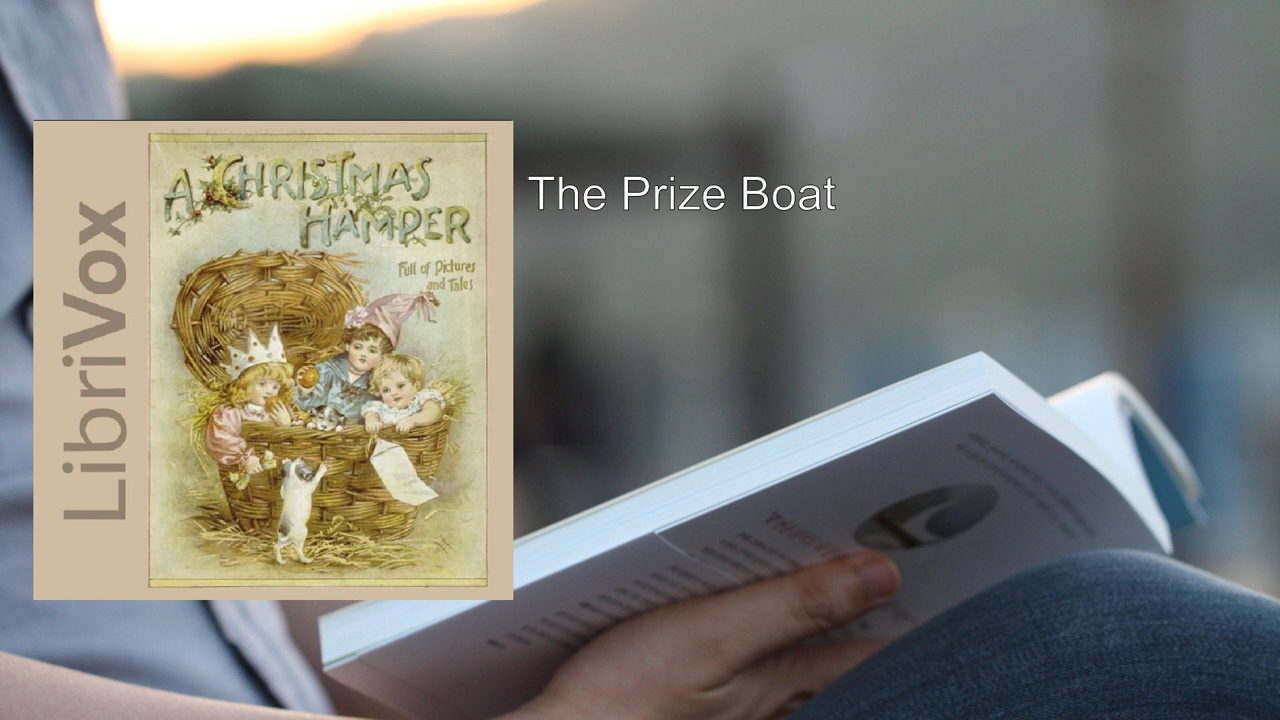 LibriVox
A CHRISTMAS
HAMPER
Full of Pictures
and Tales
The Prize Boat